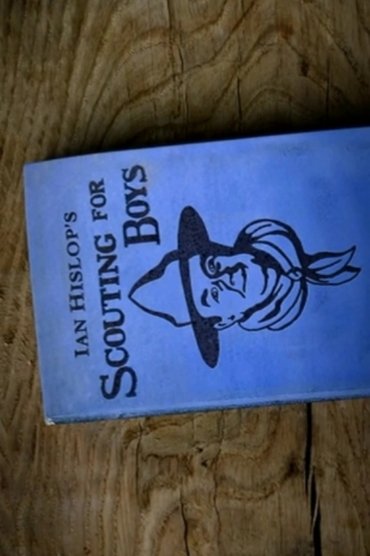 IAN HISLOP'S
SCOUTING FOR
BOYS